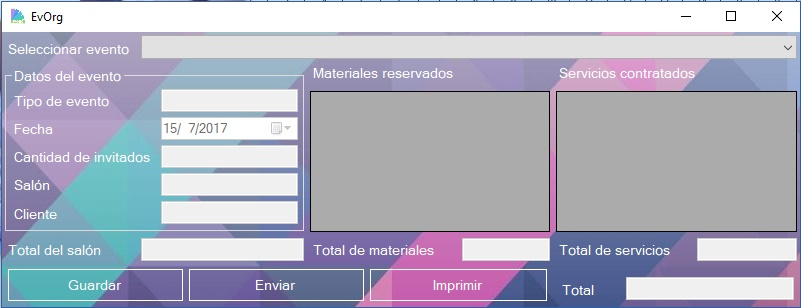 EvOrg
Seleccionar evento
Datos del evento
Tipo de evento
Fecha
15/ 7/2017
Cantidad de invitados
Salón
Cliente
Materiales reservados
Servicios contratados
Total del salón
Total de materiales
Total de servicios
Guardar
Enviar
Imprimir
Total